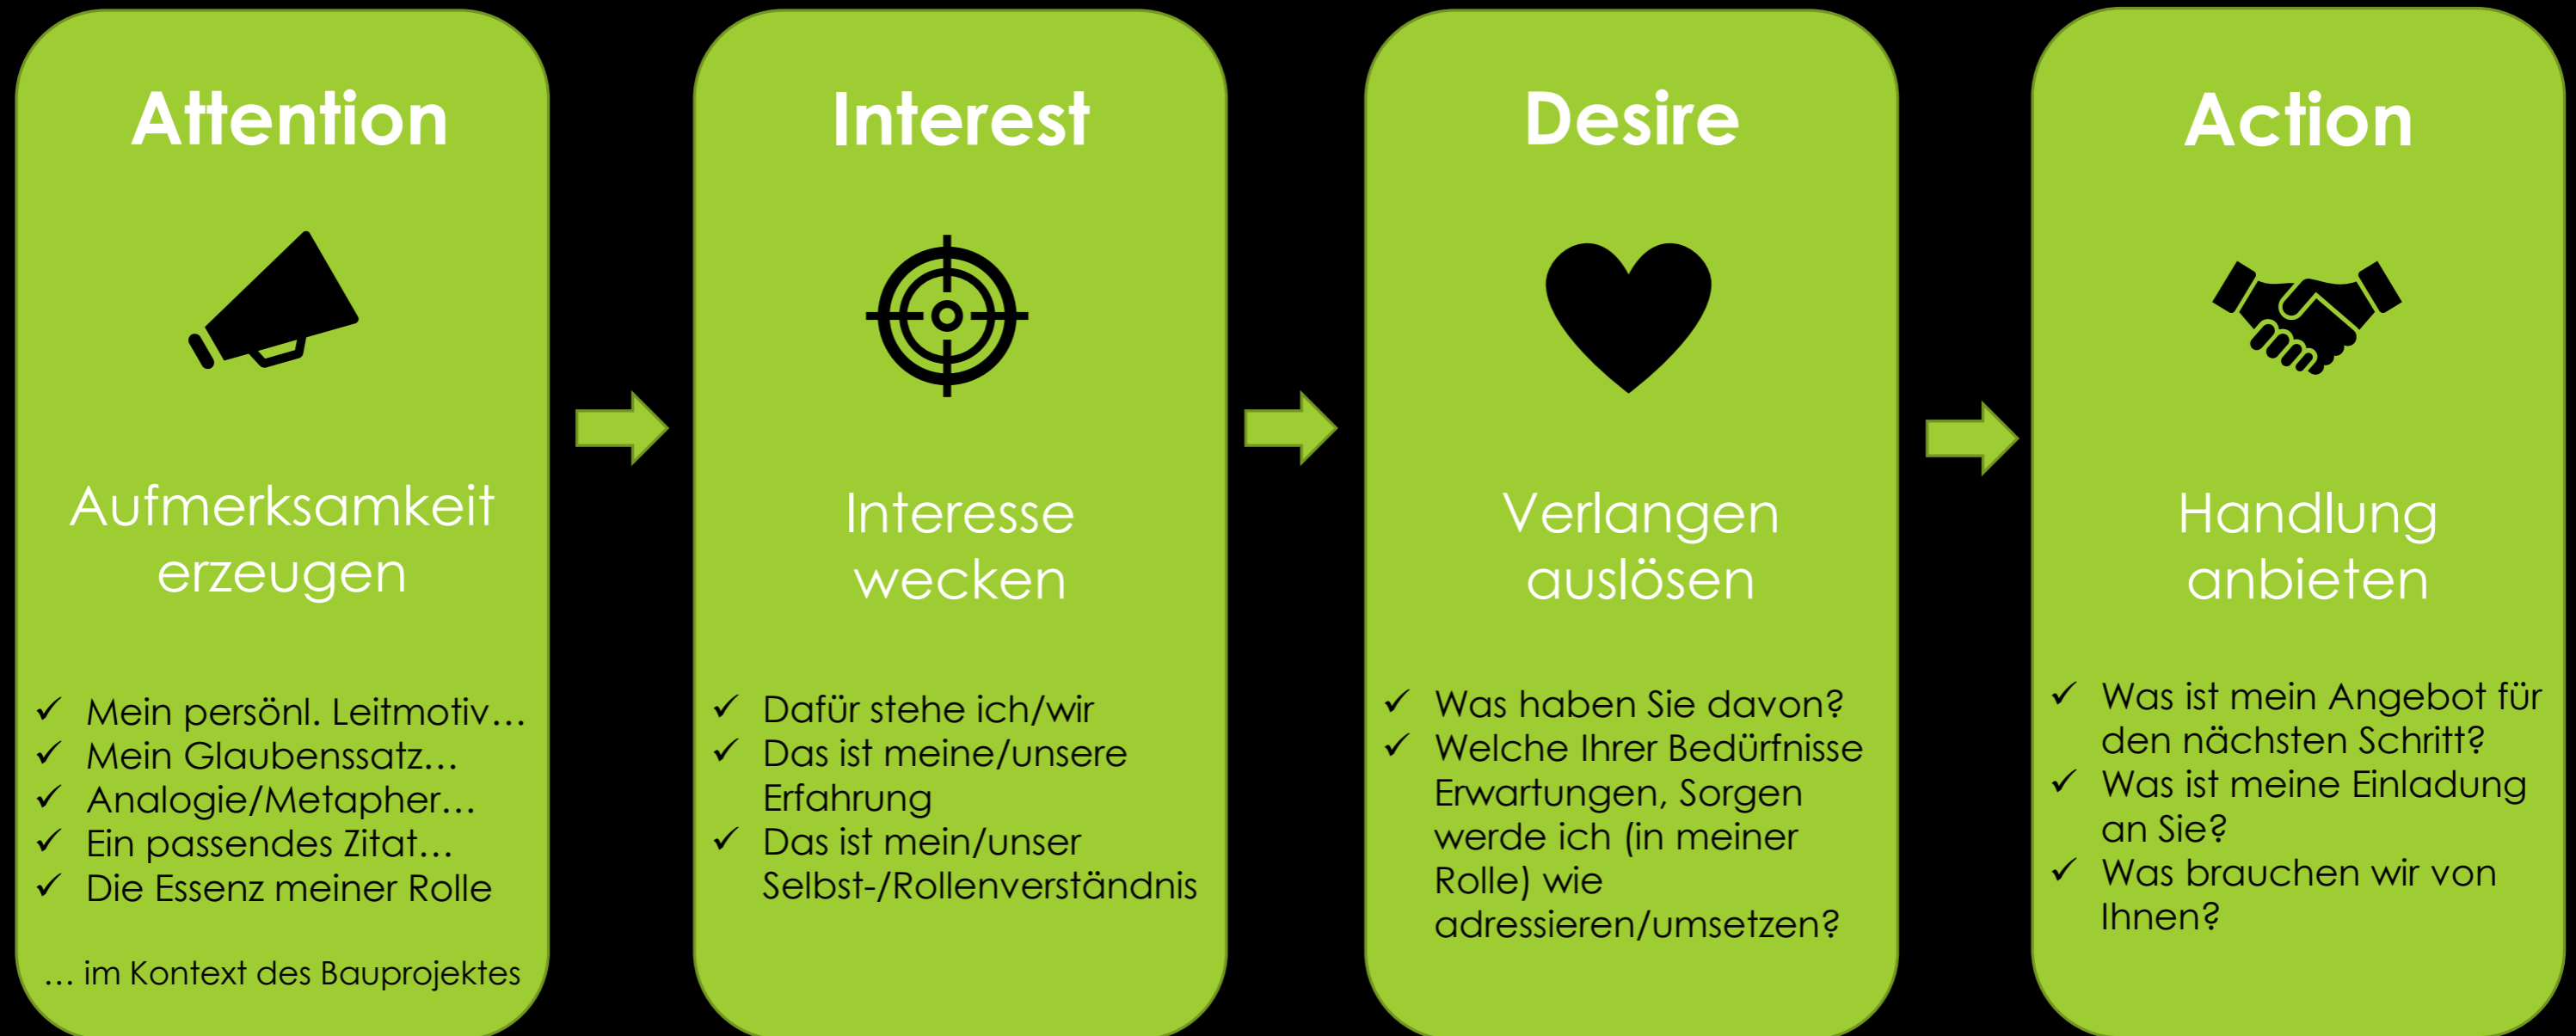 Attention
Aufmerksamkeit
erzeugen
✓ Mein persönl. Leitmotiv…
✓ Mein Glaubenssatz…
✓ Analogie/Metapher…
✓ Ein passendes Zitat…
✓ Die Essenz meiner Rolle
… im Kontext des Bauprojektes
Interest
Interesse
wecken
✓ Dafür stehe ich/wir
✓ Das ist meine/unsere
Erfahrung
✓ Das ist mein/unser
Selbst-/Rollenverständnis
Desire
Verlangen
auslösen
✓ Was haben Sie davon?
✓ Welche Ihrer Bedürfnisse
Erwartungen, Sorgen
werde ich (in meiner
Rolle) wie
adressieren/umsetzen?
Action
Handlung
anbieten
✓ Was ist mein Angebot für
den nächsten Schritt?
✓ Was ist meine Einladung
an Sie?
✓ Was brauchen wir von
Ihnen?